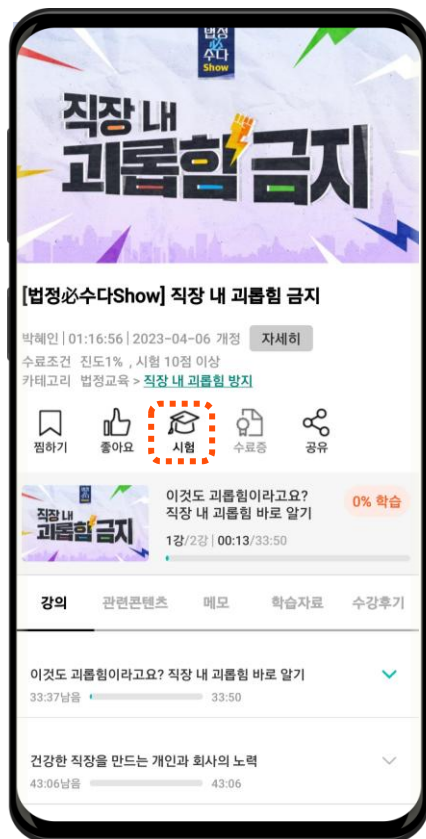 법정
必
수다
Show
직장 내
괴롭힘 금지
[법정必수다Show] 직장 내 괴롭힘 금지
박혜인 | 01:16:56 | 2023-04-06 개정 자세히
수료조건 진도1% , 시험 10점 이상
카테고리 법정교육 > 직장 내 괴롭힘 방지
찜하기 좋아요 시험 수료증 공유
직장 내
괴롭힘 금지
이것도 괴롭힘이라고요?
직장 내 괴롭힘 바로 알기
0% 학습
1강/2강 | 00:13/33:50
강의 관련콘텐츠 메모 학습자료 수강후기
이것도 괴롭힘이라고요? 직장 내 괴롭힘 바로 알기
33:37남음 33:50
건강한 직장을 만드는 개인과 회사의 노력
43:06남음 43:06